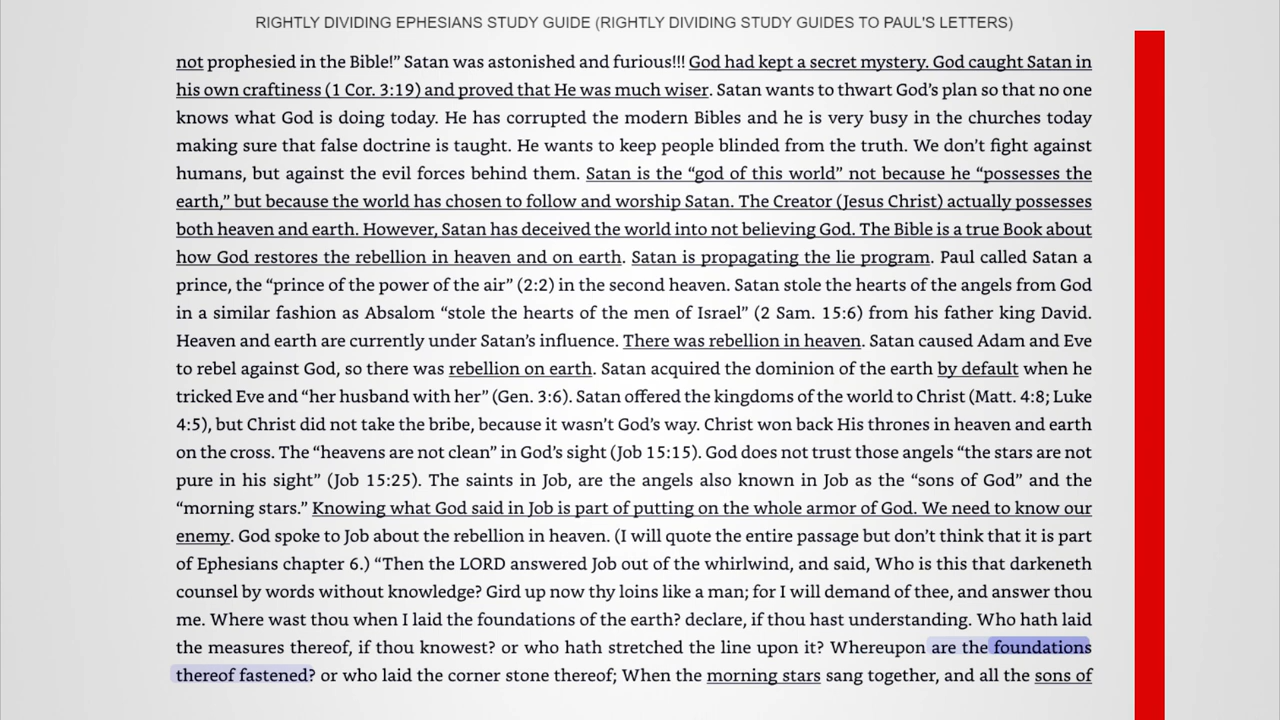 RIGHTLY DIVIDING EPHESIANS STUDY GUIDE (RIGHTLY DIVIDING STUDY GUIDES TO PAUL'S LETTERS)
not prophesied in the Bible!” Satan was astonished and furious!!! God had kept a secret mystery. God caught Satan in
his own craftiness (1 Cor. 3:19) and proved that He was much wiser. Satan wants to thwart God’s plan so that no one
knows what God is doing today. He has corrupted the modern Bibles and he is very busy in the churches today
making sure that false doctrine is taught. He wants to keep people blinded from the truth. We don’t fight against
humans, but against the evil forces behind them. Satan is the “god of this world” not because he “possesses the
earth,” but because the world has chosen to follow and worship Satan. The Creator (Jesus Christ) actually possesses
both heaven and earth. However, Satan has deceived the world into not believing God. The Bible is a true Book about
how God restores the rebellion in heaven and on earth. Satan is propagating the lie program. Paul called Satan a
prince, the “prince of the power of the air” (2:2) in the second heaven. Satan stole the hearts of the angels from God
in a similar fashion as Absalom “stole the hearts of the men of Israel” (2 Sam. 15:6) from his father king David.
Heaven and earth are currently under Satan’s influence. There was rebellion in heaven. Satan caused Adam and Eve
to rebel against God, so there was rebellion on earth. Satan acquired the dominion of the earth by default when he
tricked Eve and “her husband with her” (Gen. 3:6). Satan offered the kingdoms of the world to Christ (Matt. 4:8; Luke
4:5), but Christ did not take the bribe, because it wasn’t God’s way. Christ won back His thrones in heaven and earth
on the cross. The “heavens are not clean” in God’s sight (Job 15:15). God does not trust those angels “the stars are not
pure in his sight” (Job 15:25). The saints in Job, are the angels also known in Job as the “sons of God” and the
“morning stars.” Knowing what God said in Job is part of putting on the whole armor of God. We need to know our
enemy. God spoke to Job about the rebellion in heaven. (I will quote the entire passage but don’t think that it is part
of Ephesians chapter 6.) “Then the LORD answered Job out of the whirlwind, and said, Who is this that darkeneth
counsel by words without knowledge? Gird up now thy loins like a man; for I will demand of thee, and answer thou
me. Where wast thou when I laid the foundations of the earth? declare, if thou hast understanding. Who hath laid
the measures thereof, if thou knowest? or who hath stretched the line upon it? Whereupon are the foundations
thereof fastened? or who laid the corner stone thereof; When the morning stars sang together, and all the sons of